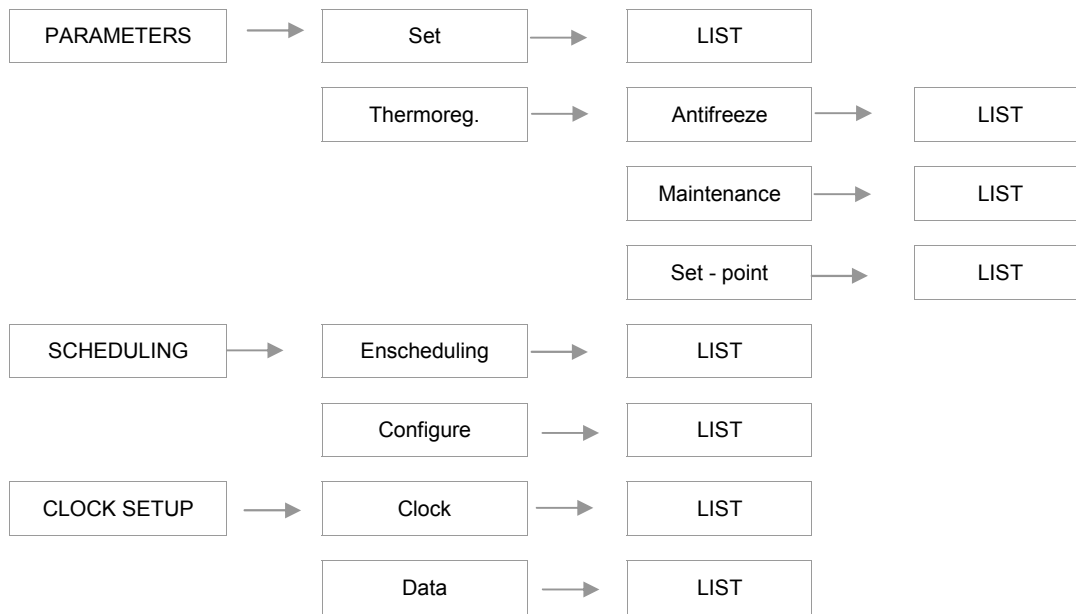 PARAMETERS
Set
LIST
Thermoreg.
Antifreeze
LIST
Maintenance
LIST
Set - point
LIST
SCHEDULING
Enscheduling
LIST
Configure
LIST
CLOCK SETUP
Clock
LIST
Data
LIST